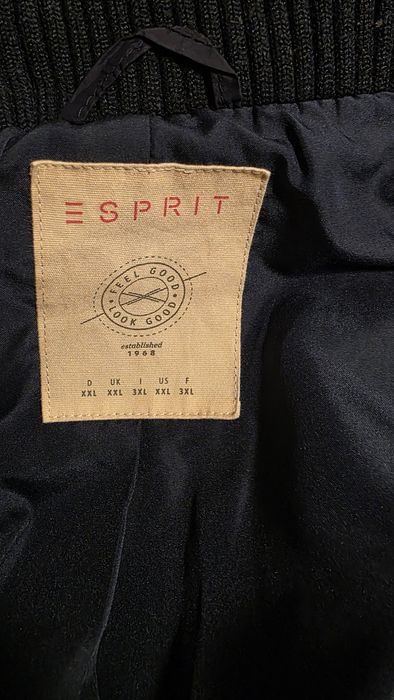 ESPRIT
FEEL GOOD
LOOK GOOD
established
1968
D UK I US F
XXL XXL 3XL XXL 3XL